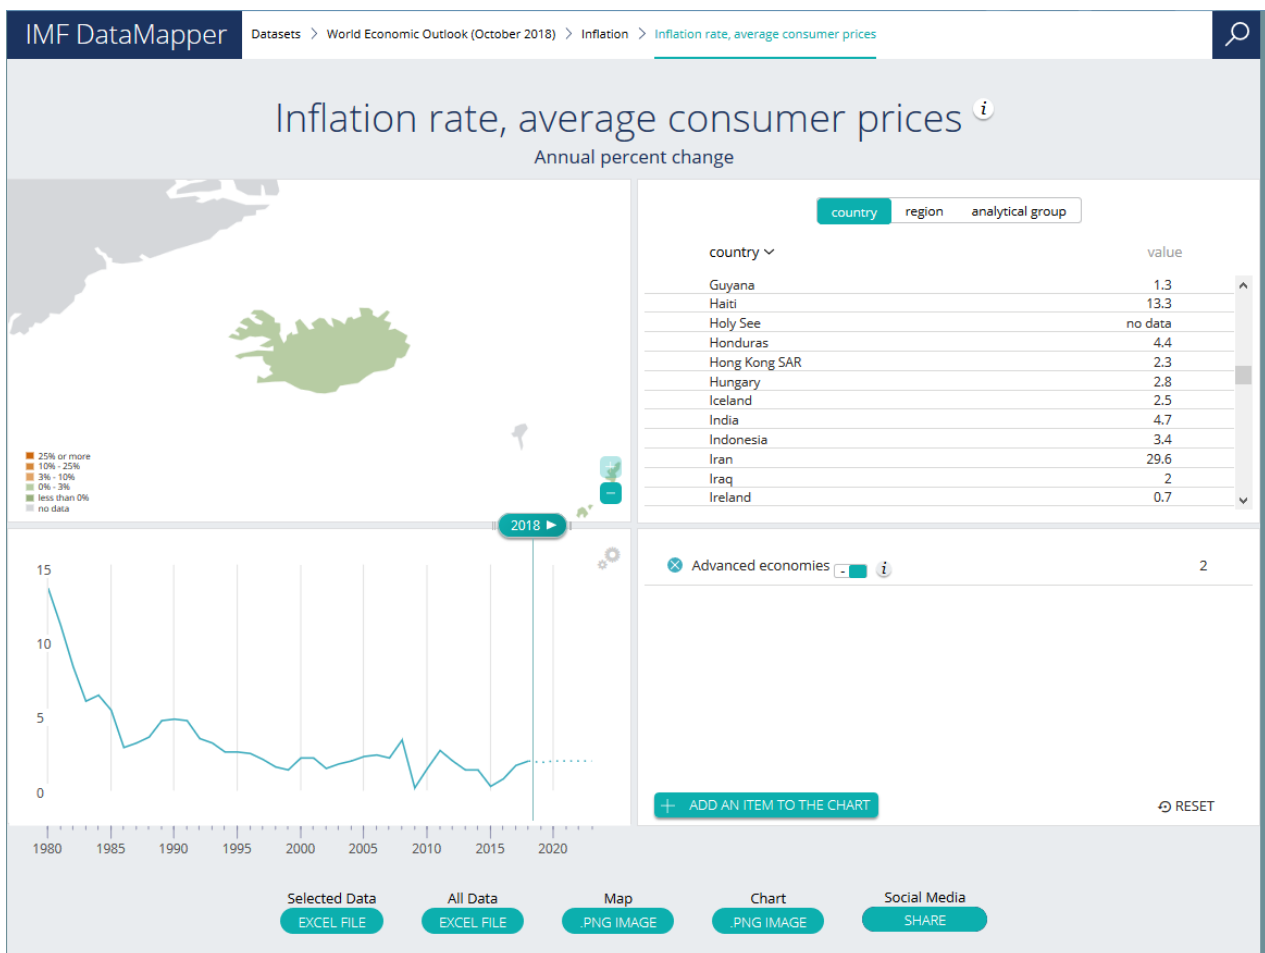 IMF DataMapper
Datasets > World Economic Outlook (October 2018) > Inflation > Inflation rate, average consumer prices
Inflation rate, average consumer prices i
Annual percent change
25% or more
10% - 25%
3% - 10%
0% - 3%
less than 0%
no data
+
-
country region analytical group
country value
Guyana 1.3
Haiti 13.3
Holy See no data
Honduras 4.4
Hong Kong SAR 2.3
Hungary 2.8
Iceland 2.5
India 4.7
Indonesia 3.4
Iran 29.6
Iraq 2
Ireland 0.7
2018
15
10
5
0
1980 1985 1990 1995 2000 2005 2010 2015 2020
Advanced economies - i 2
+ ADD AN ITEM TO THE CHART
RESET
Selected Data All Data Map Chart Social Media
EXCEL FILE EXCEL FILE .PNG IMAGE .PNG IMAGE SHARE